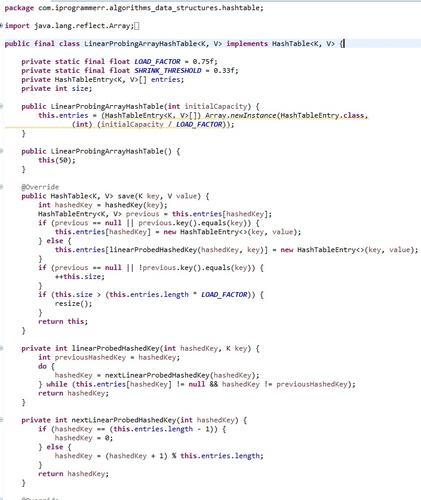 package com.iprogrammerr.algorithms_data_structures.hashtable;
import java.lang.reflect.Array;
public final class LinearProbingArrayHashTable<K, V> implements HashTable<K, V> {
private static final float LOAD_FACTOR = 0.75f;
private static final float SHRINK_THRESHOLD = 0.33f;
private HashTableEntry<K, V>[] entries;
private int size;
public LinearProbingArrayHashTable(int initialCapacity) {
this.entries = (HashTableEntry<K, V>[]) Array.newInstance(HashTableEntry.class,
(int) (initialCapacity / LOAD_FACTOR));
}
public LinearProbingArrayHashTable() {
this(50);
}
@Override
public HashTable<K, V> save(K key, V value) {
int hashedKey = hashedKey(key);
HashTableEntry<K, V> previous = this.entries[hashedKey];
if (previous == null || previous.key().equals(key)) {
this.entries[hashedKey] = new HashTableEntry<>(key, value);
} else {
this.entries[linearProbedHashedKey(hashedKey, key)] = new HashTableEntry<>(key, value);
}
if (previous == null || !previous.key().equals(key)) {
++this.size;
}
if (this.size > (this.entries.length * LOAD_FACTOR)) {
resize();
}
return this;
}
private int linearProbedHashedKey(int hashedKey, K key) {
int previousHashedKey = hashedKey;
do {
hashedKey = nextLinearProbedHashedKey(hashedKey);
} while (this.entries[hashedKey] != null && hashedKey != previousHashedKey);
return hashedKey;
}
private int nextLinearProbedHashedKey(int hashedKey) {
if (hashedKey == (this.entries.length - 1)) {
hashedKey = 0;
} else {
hashedKey = (hashedKey + 1) % this.entries.length;
}
return hashedKey;
}